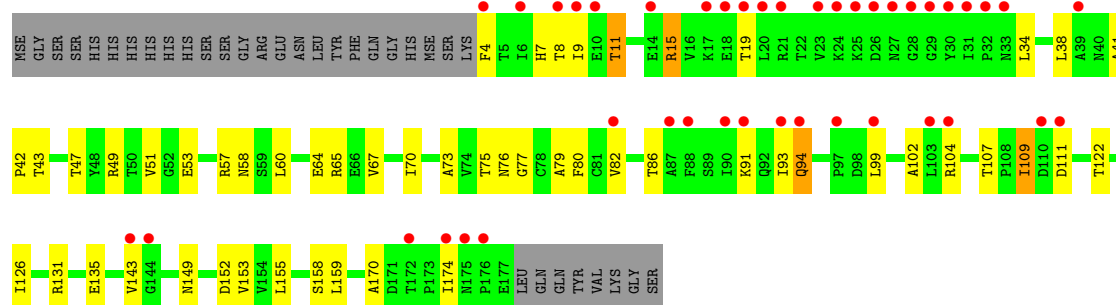 MSE GLY SER SER HIS HIS HIS HIS HIS HIS SER SER GLY ARG GLU ASN LEU TYR PHE GLN GLY HIS MSE SER LYS F4 T5 I6 H7 T8 I9 E10 T11 E14 R15 V16 K17 E18 T19 L20 R21 T22 V23 K24 K25 D26 N27 G28 G29 Y30 I31 P32 N33 L34 L38 A39 N40 A41
P42 T43 T47 Y48 R49 T50 V51 G52 E53 R57 N58 S59 L60 E64 R65 E66 V67 I70 A73 V74 T75 N76 G77 C78 A79 F80 C81 V82 T86 A87 F88 S89 I90 K91 Q92 I93 Q94 P97 D98 L99 A102 L103 R104 T107 P108 I109 D110 D111 T122
I126 R131 E135 V143 G144 N149 D152 V153 V154 L155 S158 L159 A170 D171 T172 P173 I174 N175 P176 E177 LEU GLN GLN TYR VAL LYS GLY SER